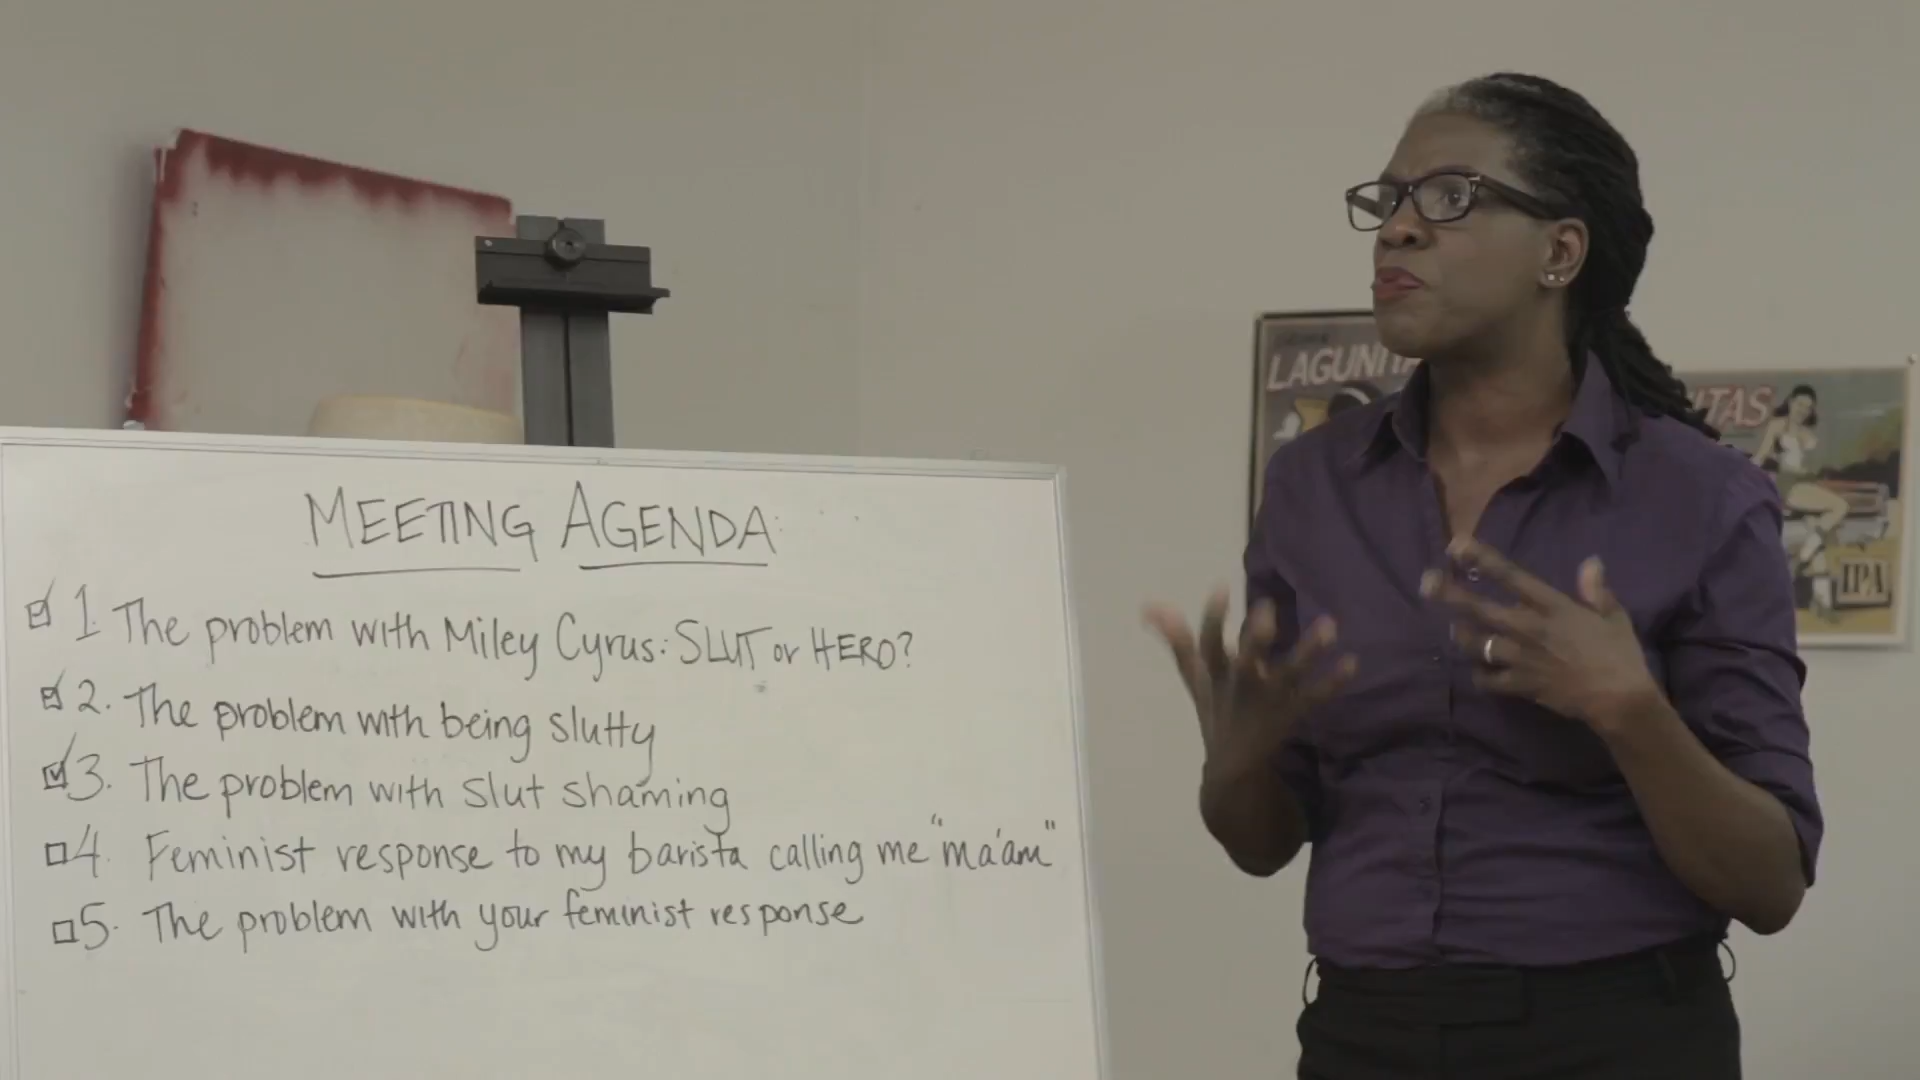 MEETING AGENDA:
1. The problem with Miley Cyrus: SLUT or HERO?
2. The problem with being slutty
3. The problem with slut shaming
4. Feminist response to my barista calling me "ma'am"
5. The problem with your feminist response
LAGUNITA
ITAS
IPA